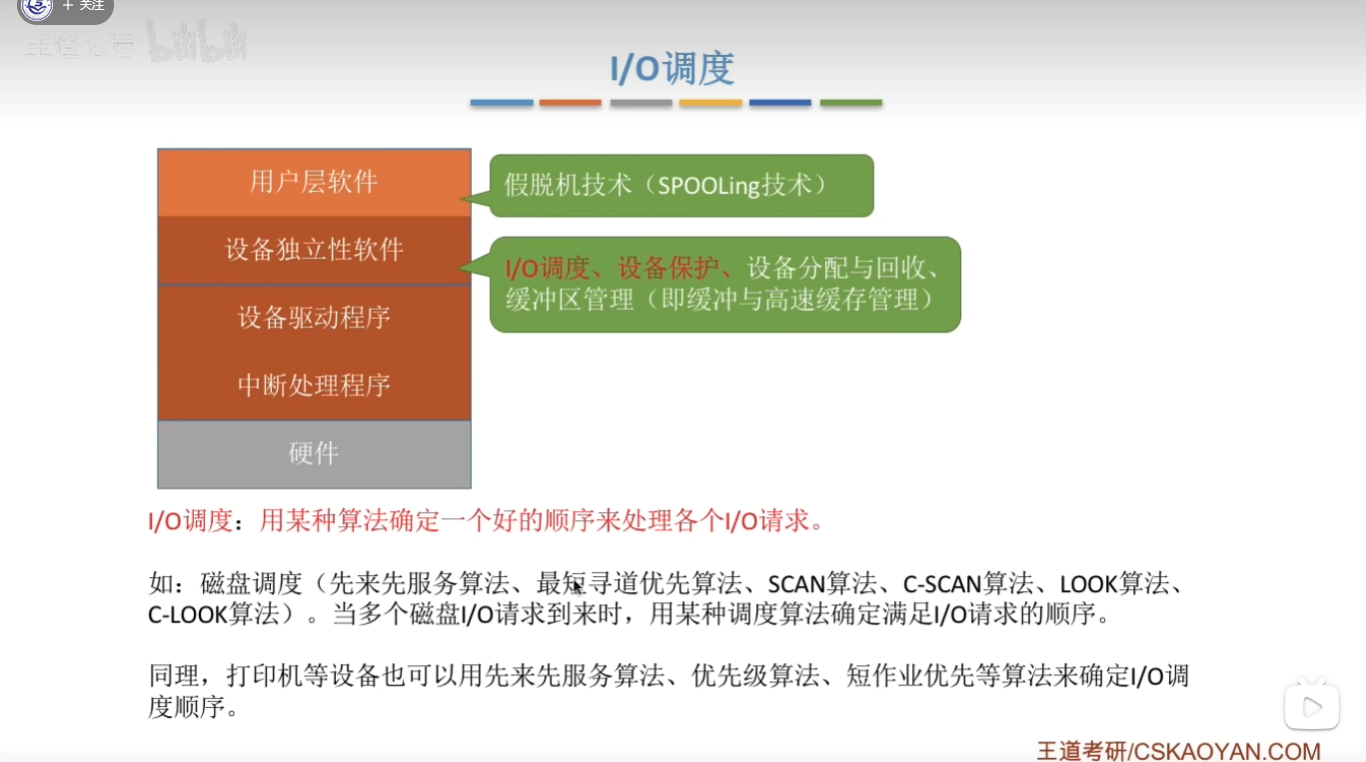 + 关注
王道论坛 bilibili
I/O调度
用户层软件
假脱机技术（SPOOLing技术）
设备独立性软件
I/O调度、设备保护、设备分配与回收、
缓冲区管理（即缓冲与高速缓存管理）
设备驱动程序
中断处理程序
硬件
I/O调度：用某种算法确定一个好的顺序来处理各个I/O请求。
如：磁盘调度（先来先服务算法、最短寻道优先算法、SCAN算法、C-SCAN算法、LOOK算法、
C-LOOK算法）。当多个磁盘I/O请求到来时，用某种调度算法确定满足I/O请求的顺序。
同理，打印机等设备也可以用先来先服务算法、优先级算法、短作业优先等算法来确定I/O调
度顺序。
王道考研/CSKAOYAN.COM